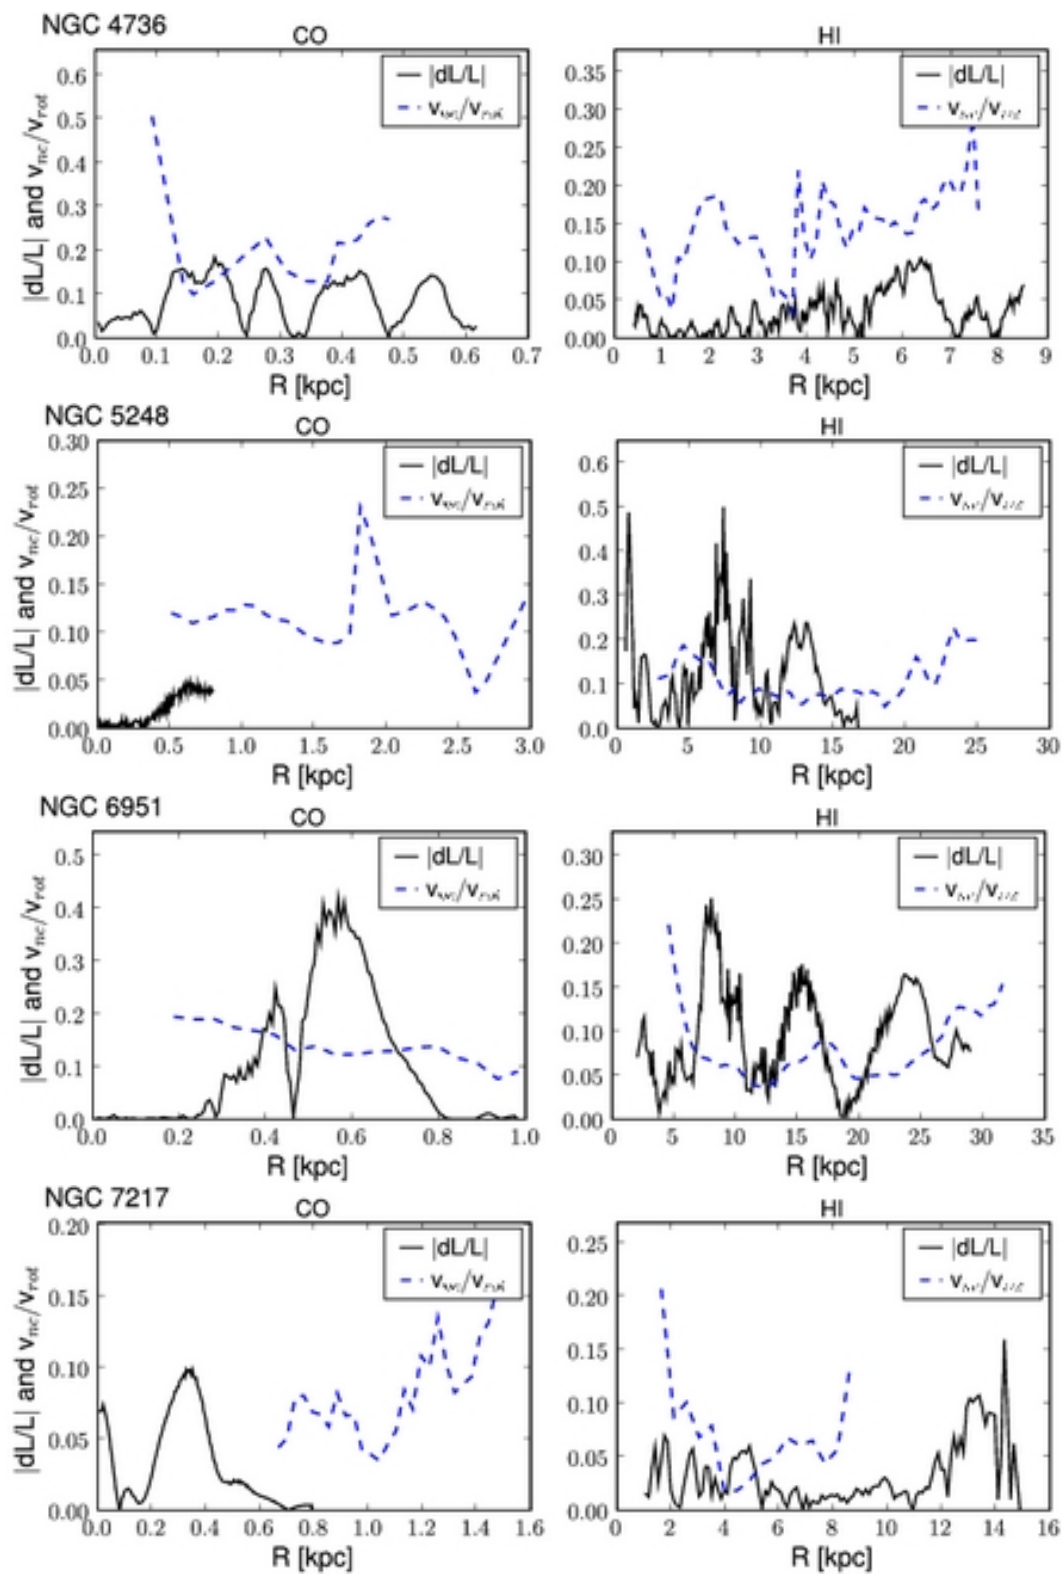 NGC 4736
CO
HI
|dL/L| and v_nc/v_rot
0.6
0.5
0.4
0.3
0.2
0.1
0.0
|dL/L|
0.0 0.1 0.2 0.3 0.4 0.5 0.6 0.7
R [kpc]
0.35
0.30
0.25
0.20
0.15
0.10
0.05
0.00
|dL/L|
0 1 2 3 4 5 6 7 8 9
R [kpc]
NGC 5248
CO
HI
|dL/L| and v_nc/v_rot
0.30
0.25
0.20
0.15
0.10
0.05
0.00
|dL/L|
0.0 0.5 1.0 1.5 2.0 2.5 3.0
R [kpc]
0.6
0.5
0.4
0.3
0.2
0.1
0.0
|dL/L|
0 5 10 15 20 25 30
R [kpc]
NGC 6951
CO
HI
|dL/L| and v_nc/v_rot
0.5
0.4
0.3
0.2
0.1
0.0
|dL/L|
0.0 0.2 0.4 0.6 0.8 1.0
R [kpc]
0.30
0.25
0.20
0.15
0.10
0.05
0.00
|dL/L|
0 5 10 15 20 25 30 35
R [kpc]
NGC 7217
CO
HI
|dL/L| and v_nc/v_rot
0.20
0.15
0.10
0.05
0.00
|dL/L|
0.0 0.2 0.4 0.6 0.8 1.0 1.2 1.4 1.6
R [kpc]
0.25
0.20
0.15
0.10
0.05
0.00
|dL/L|
0 2 4 6 8 10 12 14 16
R [kpc]